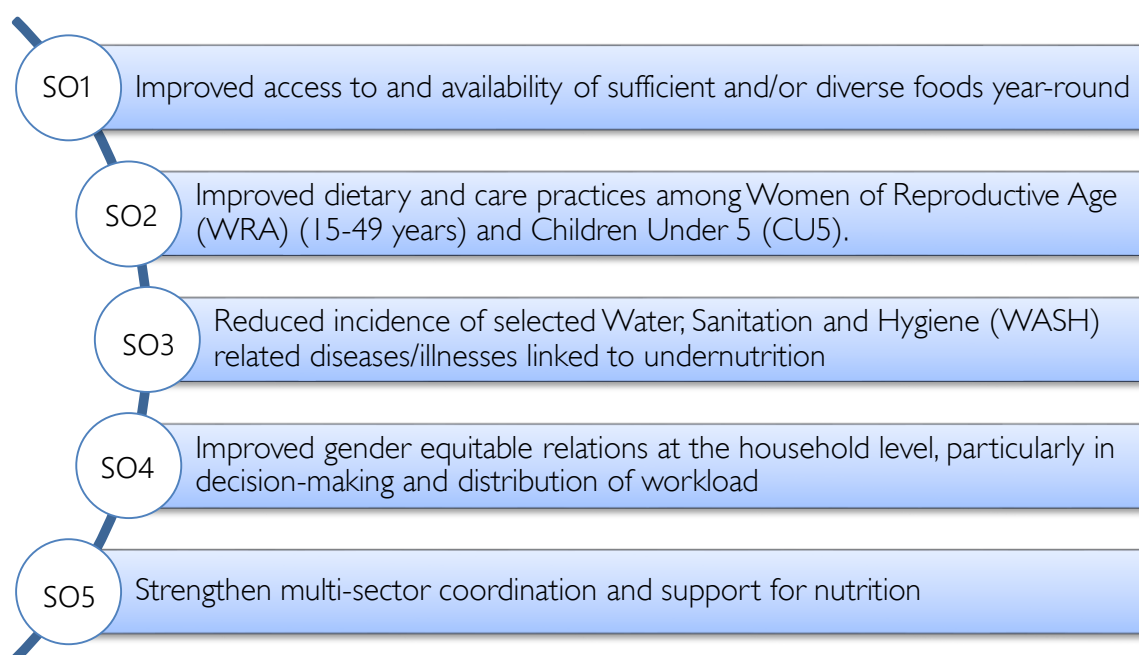 SO1
Improved access to and availability of sufficient and/or diverse foods year-round
SO2
Improved dietary and care practices among Women of Reproductive Age
(WRA) (15-49 years) and Children Under 5 (CU5).
SO3
Reduced incidence of selected Water, Sanitation and Hygiene (WASH)
related diseases/illnesses linked to undernutrition
SO4
Improved gender equitable relations at the household level, particularly in
decision-making and distribution of workload
SO5
Strengthen multi-sector coordination and support for nutrition